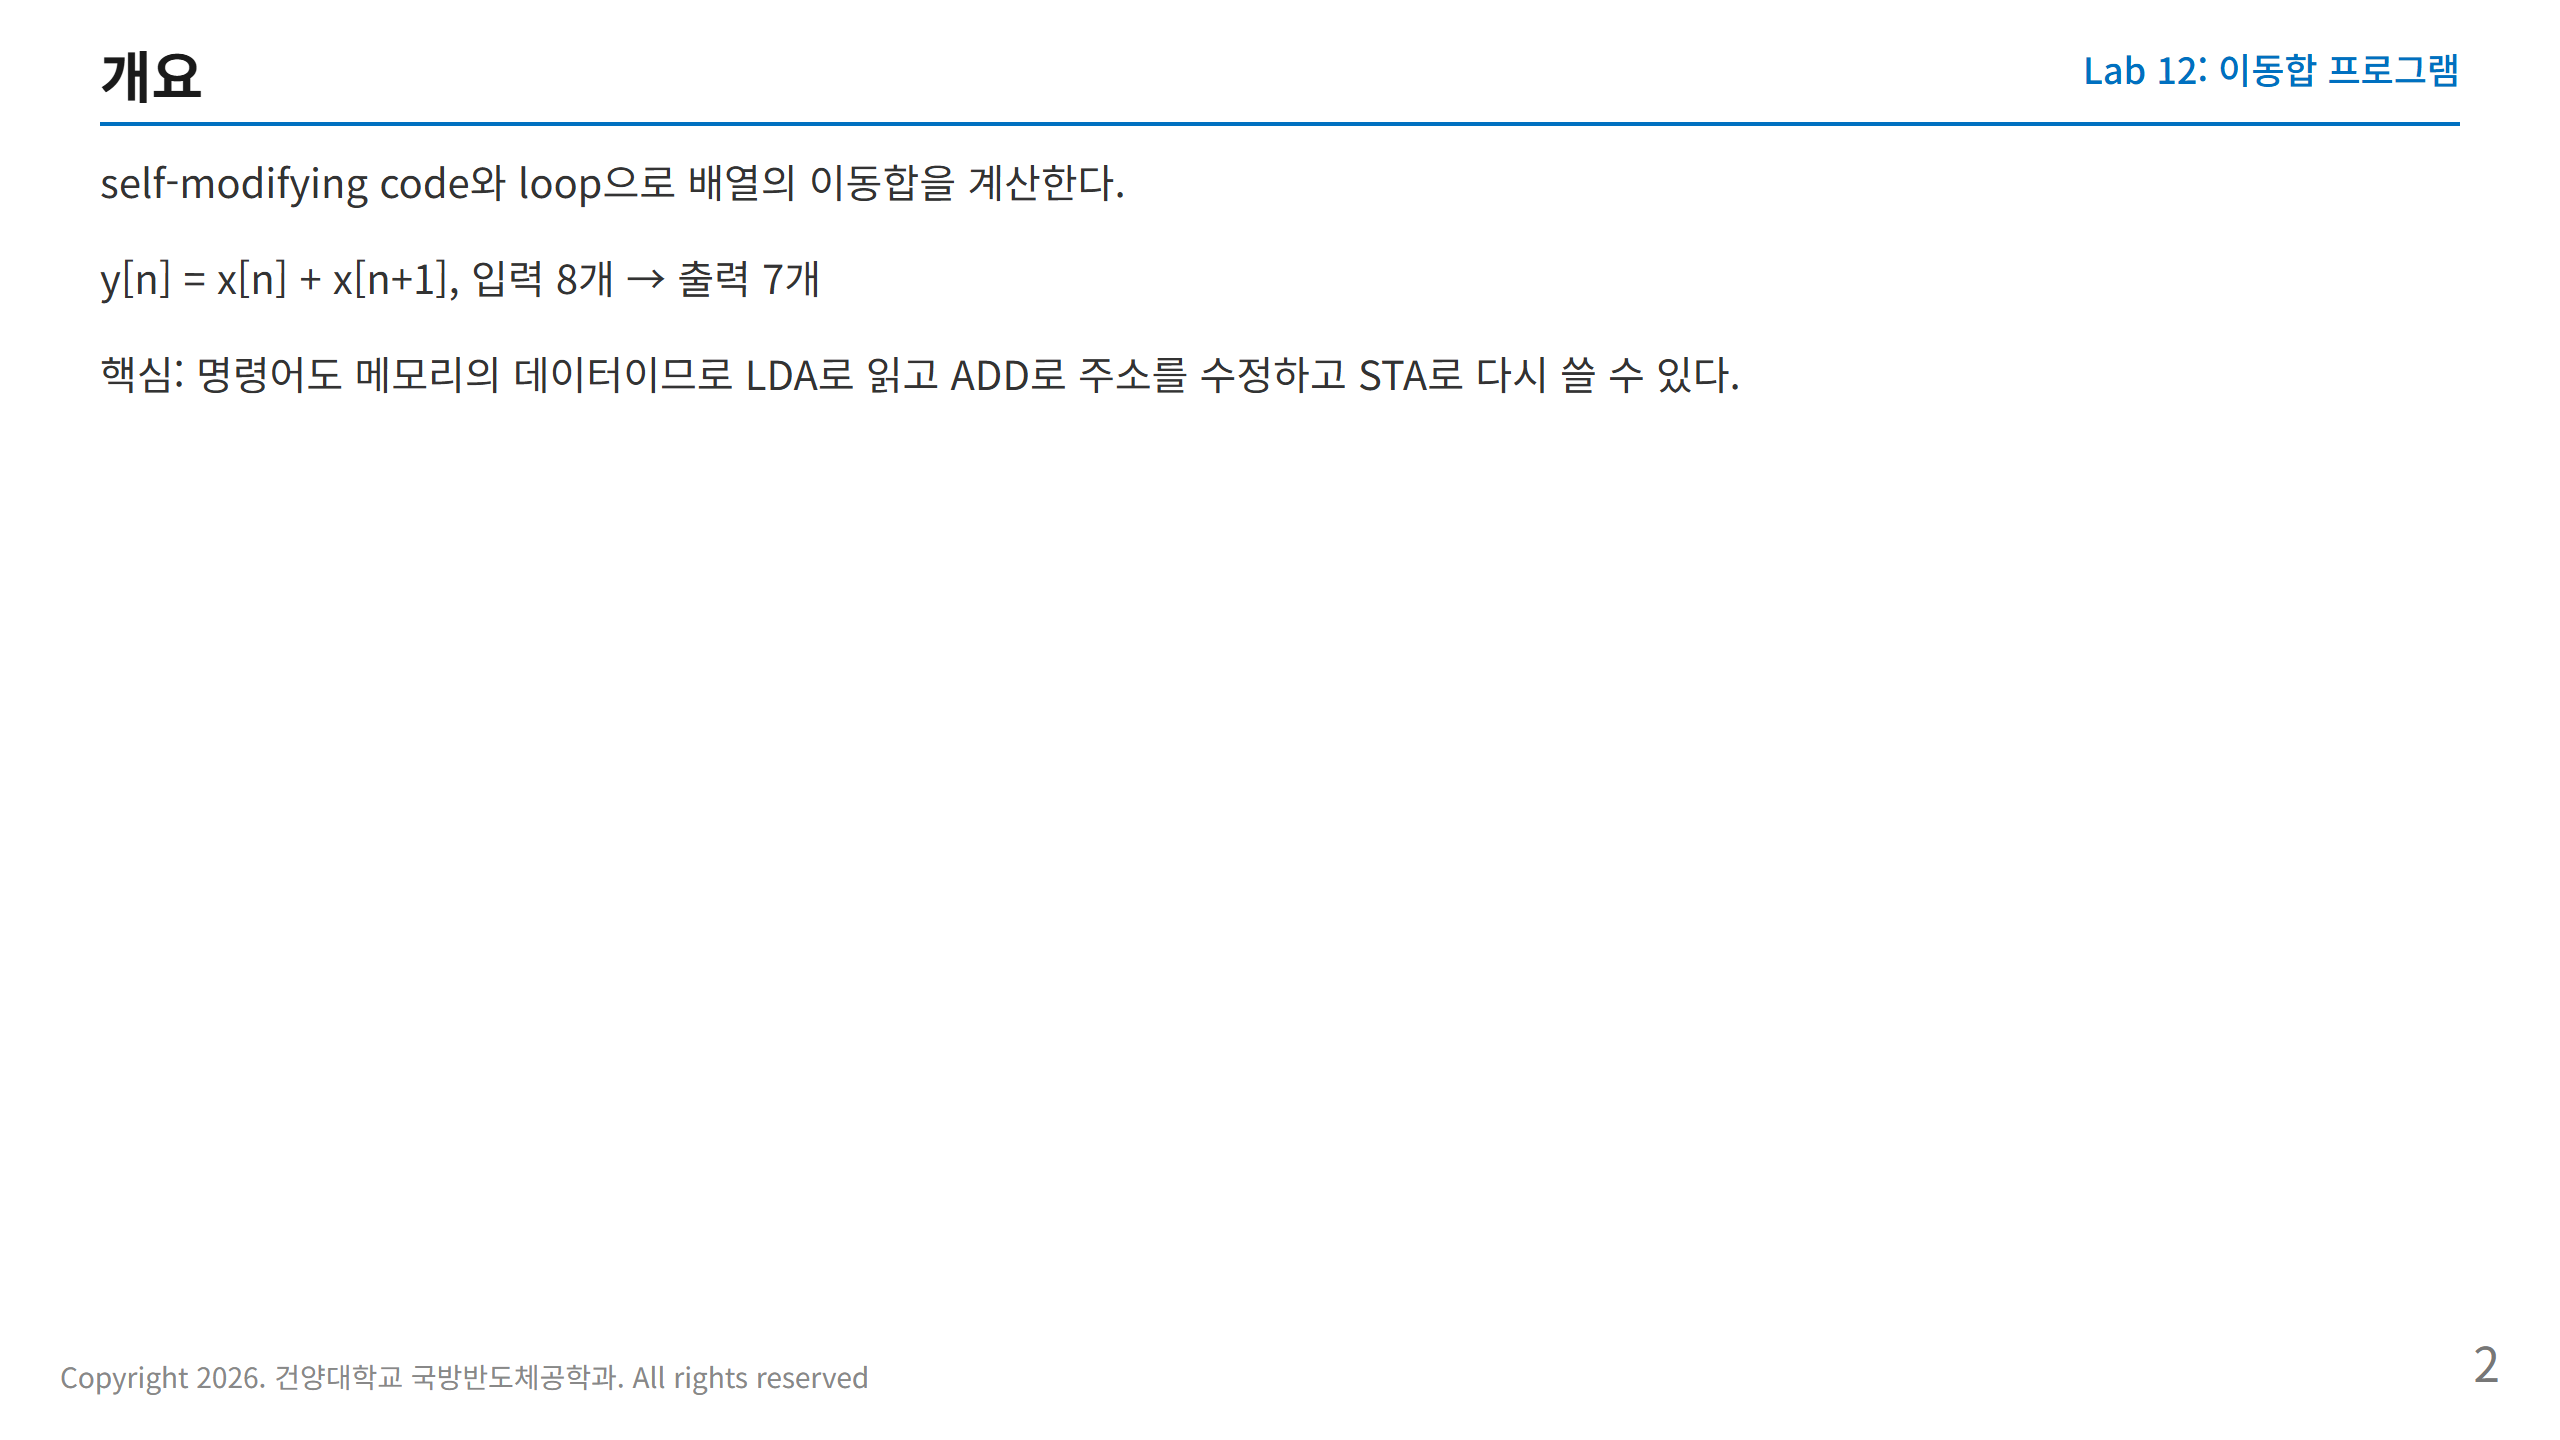 개요
Lab 12: 이동합 프로그램
self-modifying code와 loop으로 배열의 이동합을 계산한다.
y[n] = x[n] + x[n+1], 입력 8개 → 출력 7개
핵심: 명령어도 메모리의 데이터이므로 LDA로 읽고 ADD로 주소를 수정하고 STA로 다시 쓸 수 있다.
Copyright 2026. 건양대학교 국방반도체공학과. All rights reserved
2